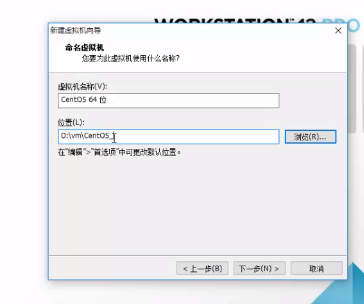 WORKSTATION 12 PRO
新建虚拟机向导
命名虚拟机
您要为此虚拟机使用什么名称?
虚拟机名称(V):
CentOS 64 位
位置(L):
D:\vm\CentOS_
浏览(R)...
在"编辑">"首选项"中可更改默认位置。
< 上一步(B)
下一步(N) >
取消